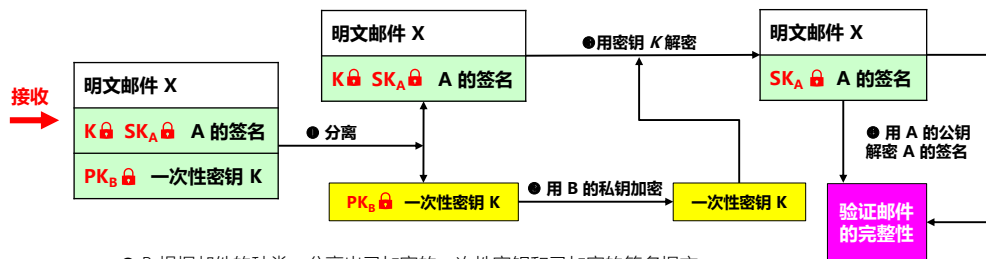 接收
明文邮件 X
K SK_A A 的签名
PK_B 一次性密钥 K
❶ 分离
明文邮件 X
K SK_A A 的签名
PK_B 一次性密钥 K
用 B 的私钥加密
一次性密钥 K
用密钥 K 解密
明文邮件 X
SK_A A 的签名
用 A 的公钥
解密 A 的签名
验证邮件
的完整性